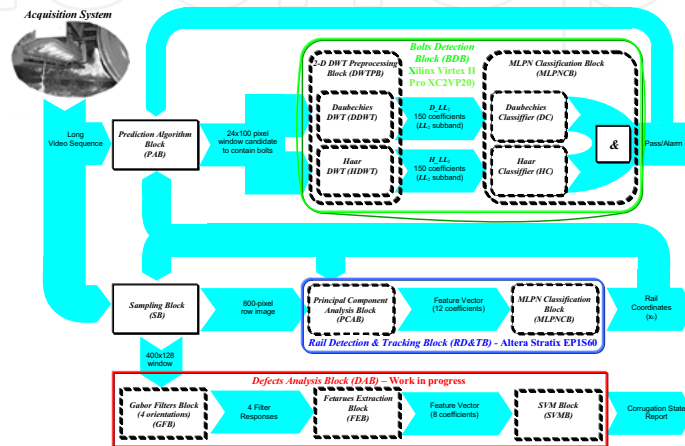 Acquisition System
Bolts Detection
Block (BDB)
Xilinx Virtex II
Pro XC2VP20)
2-D DWT Preprocessing
Block (DWTPB)
MLPN Classification Block
(MLPNCB)
Daubechies
DWT (DDWT)
D_LL2
150 coefficients
(LL2 subband)
Daubechies
Classiffier (DC)
Long
Video Sequence
Prediction Algorithm
Block
(PAB)
24x100 pixel
window candidate
to contain bolts
&
Pass/Alarm
Haar
DWT (HDWT)
H_LL2
150 coefficients
(LL2 subband)
Haar
Classiffier (HC)
Sampling Block
(SB)
800-pixel
row image
Principal Component
Analysis Block
(PCAB)
Feature Vector
(12 coefficients)
MLPN Classification
Block
(MLPNCB)
Rail
Coordinates
(xc)
Rail Detection & Tracking Block (RD&TB) - Altera Stratix EP1S60
400x128
window
Defects Analysis Block (DAB) – Work in progress
Gabor Filters Block
(4 orientations)
(GFB)
4 Filter
Responses
Fetarues Extraction
Block
(FEB)
Feature Vector
(8 coefficients)
SVM Block
(SVMB)
Corrugation State
Report